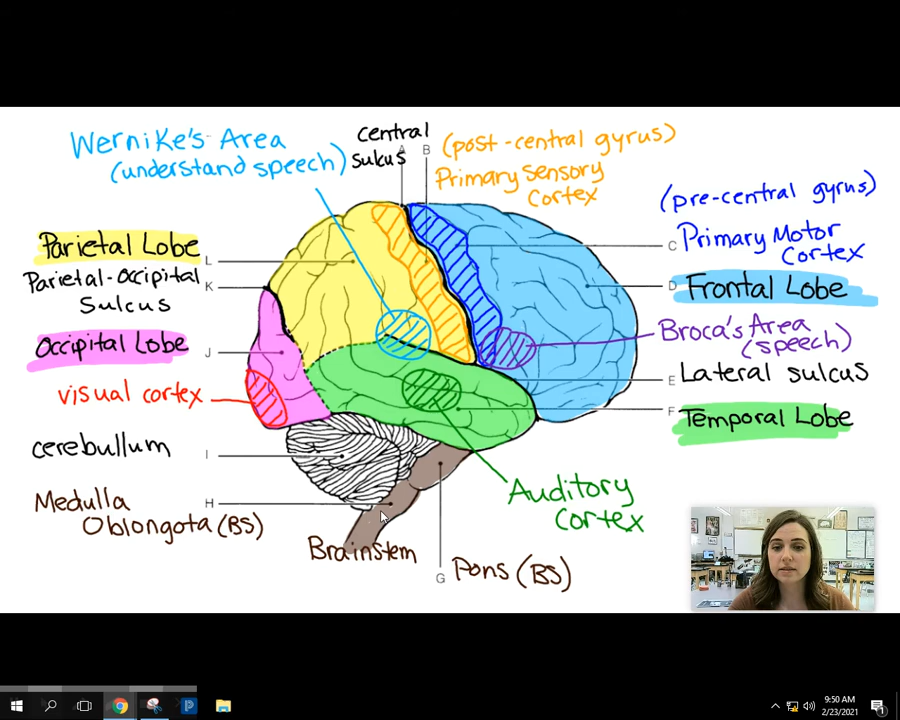 Wernike's Area
(understand speech)
central
sukus
A
B
(post-central gyrus)
Primary Sensory
Cortex
(pre-central gyrus)
C
Primary Motor
Cortex
Parietal Lobe
L
K
Parietal-Occipital
Sulcus
D
Frontal Lobe
Broca's Area
(speech)
Occipital Lobe
J
E
Lateral sulcus
visual cortex
F
Temporal Lobe
cerebullum
I
Medulla
Oblongota (BS)
H
Auditory
Cortex
Brainstem
G
Pons (BS)
9:50 AM
2/23/2021
1